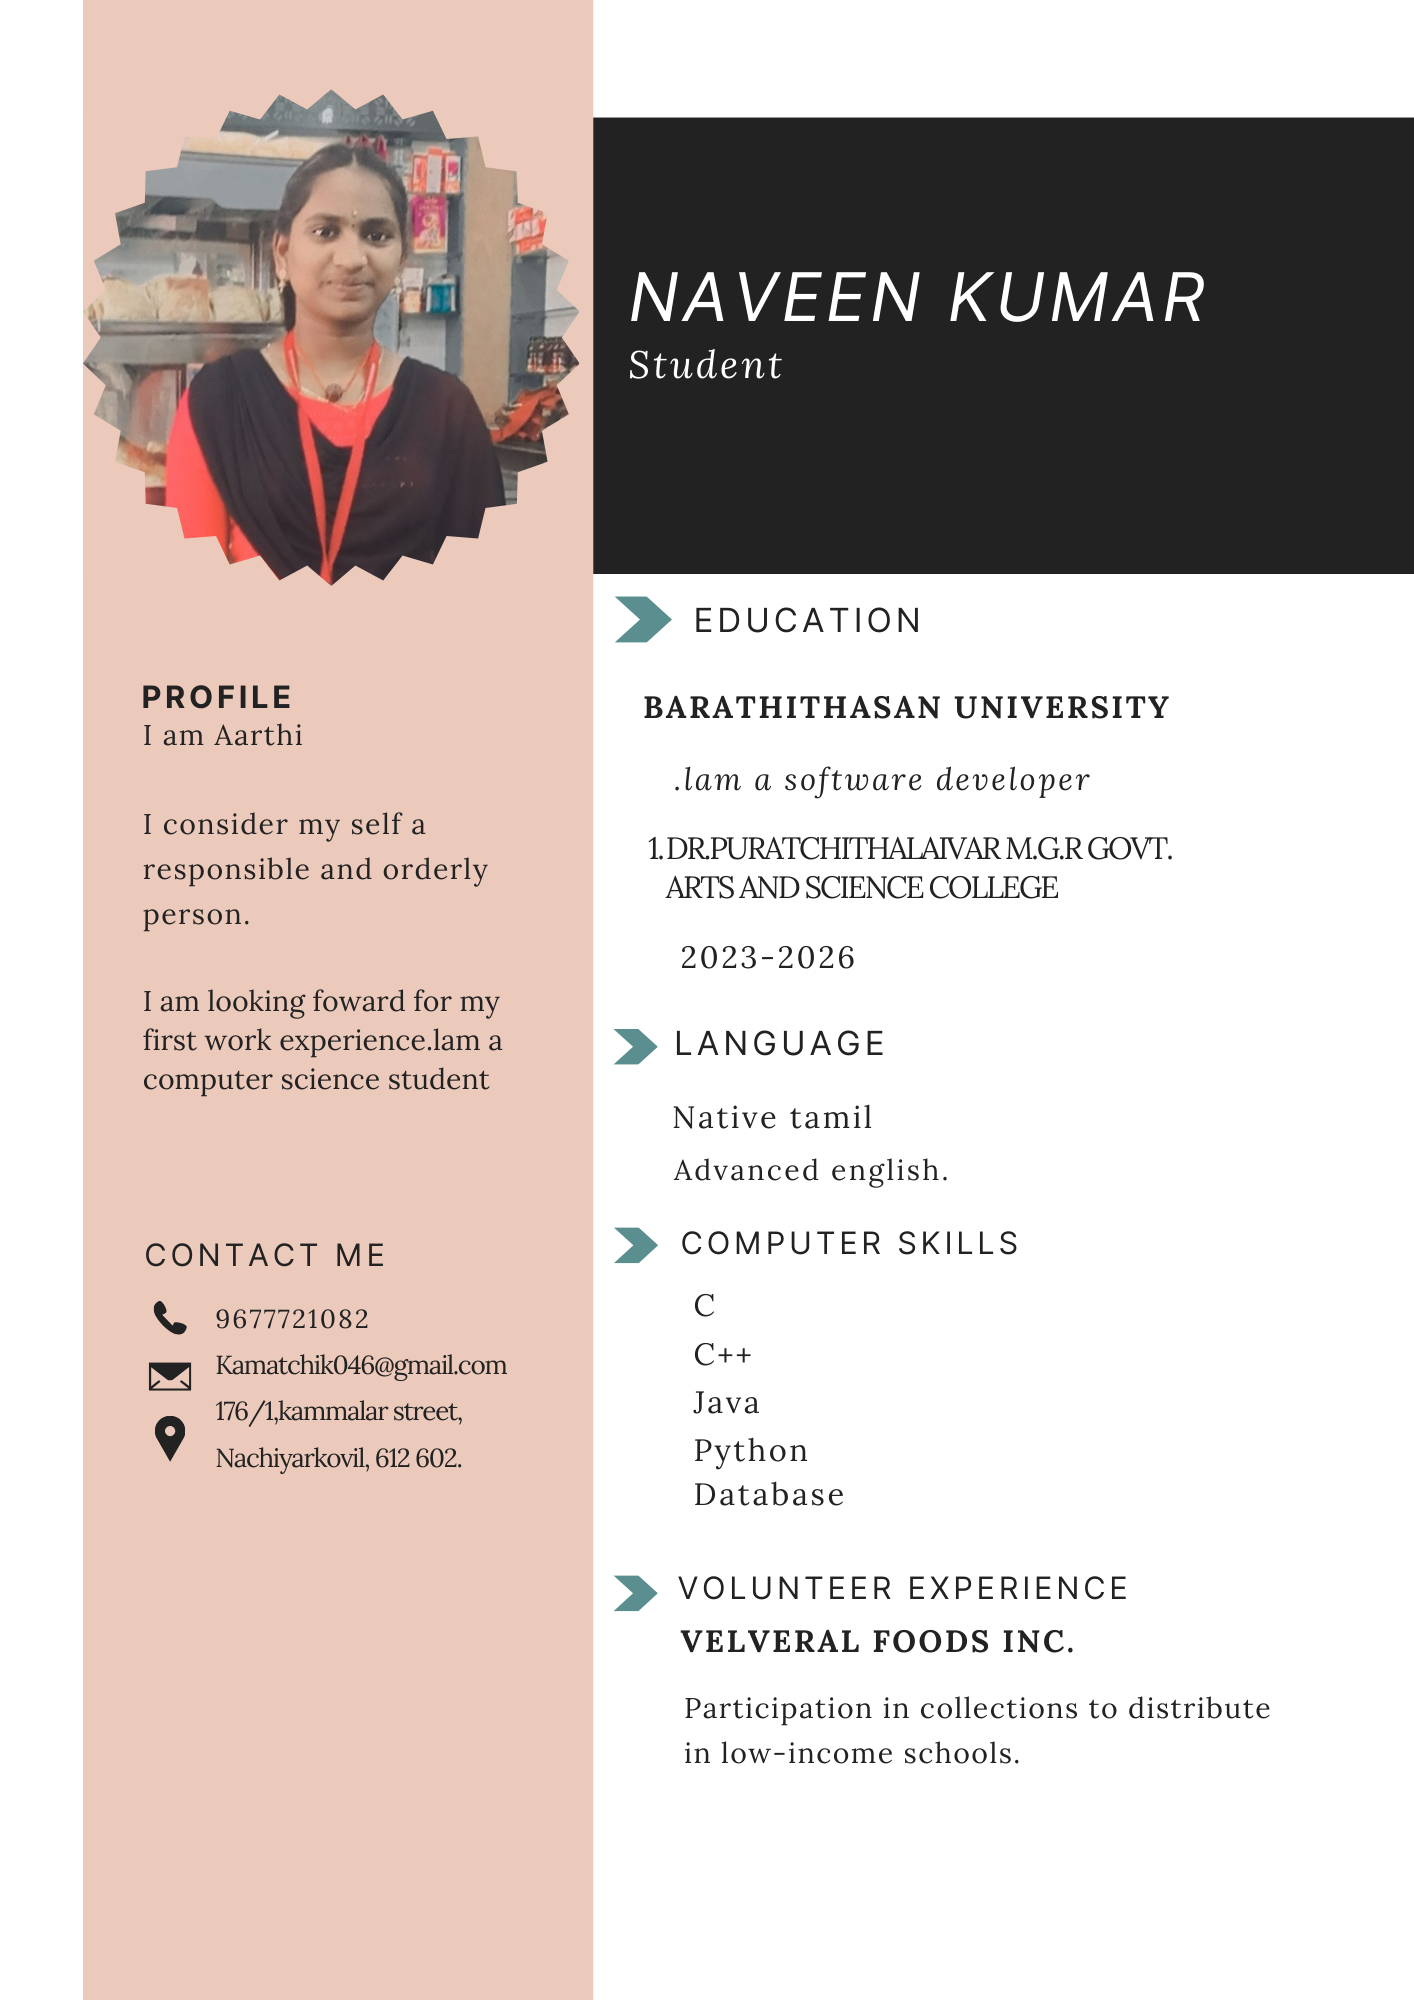 NAVEEN KUMAR
Student
PROFILE
I am Aarthi
I consider my self a
responsible and orderly
person.
I am looking foward for my
first work experience.Iam a
computer science student
CONTACT ME
9677721082
Kamatchik046@gmail.com
176/1,kammalar street,
Nachiyarkovil, 612 602.
EDUCATION
BARATHITHASAN UNIVERSITY
.Iam a software developer
1. DR.PURATCHITHALAIVAR M.G.R GOVT.
ARTS AND SCIENCE COLLEGE
2023-2026
LANGUAGE
Native tamil
Advanced english.
COMPUTER SKILLS
C
C++
Java
Python
Database
VOLUNTEER EXPERIENCE
VELVERAL FOODS INC.
Participation in collections to distribute
in low-income schools.